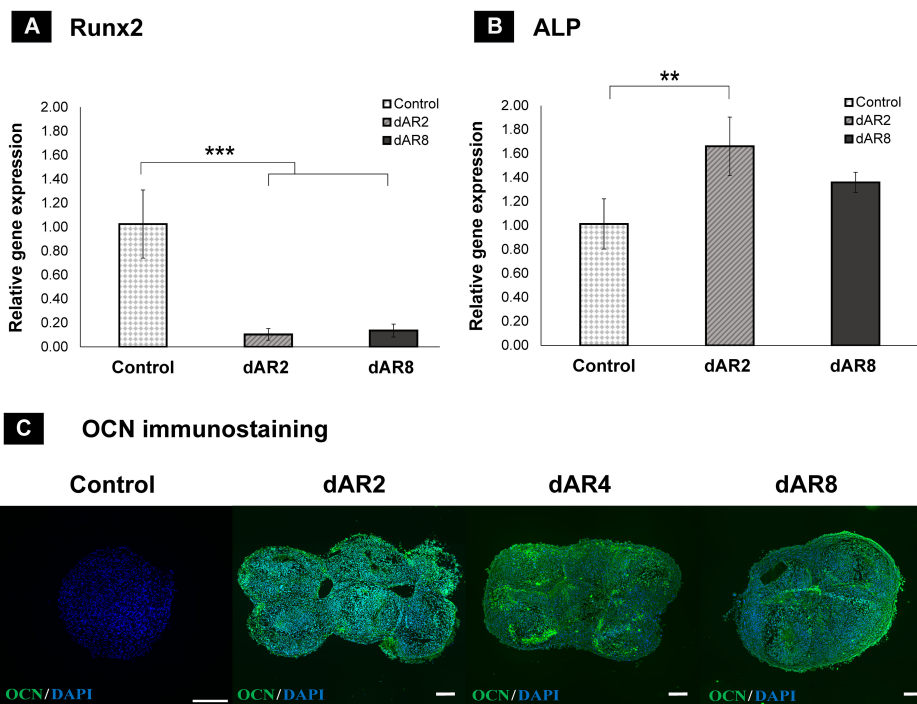 A Runx2
B ALP
**
Control
dAR2
dAR8
Relative gene expression
2.00
1.80
1.60
1.40
1.20
1.00
0.80
0.60
0.40
0.20
0.00
***
Control dAR2 dAR8
Control
dAR2
dAR8
Relative gene expression
2.00
1.80
1.60
1.40
1.20
1.00
0.80
0.60
0.40
0.20
0.00
Control dAR2 dAR8
C OCN immunostaining
Control dAR2 dAR4 dAR8
OCN/DAPI OCN/DAPI OCN/DAPI OCN/DAPI